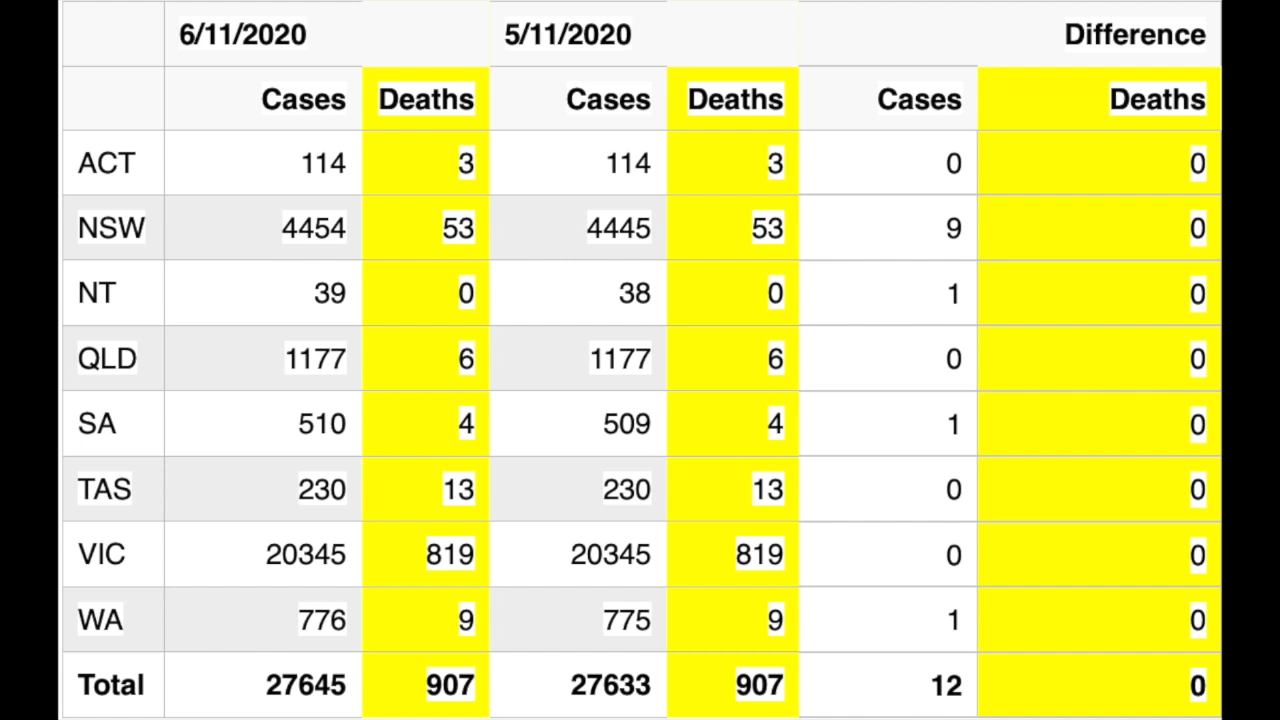 6/11/2020 5/11/2020 Difference
Cases Deaths Cases Deaths Cases Deaths
ACT 114 3 114 3 0 0
NSW 4454 53 4445 53 9 0
NT 39 0 38 0 1 0
QLD 1177 6 1177 6 0 0
SA 510 4 509 4 1 0
TAS 230 13 230 13 0 0
VIC 20345 819 20345 819 0 0
WA 776 9 775 9 1 0
Total 27645 907 27633 907 12 0